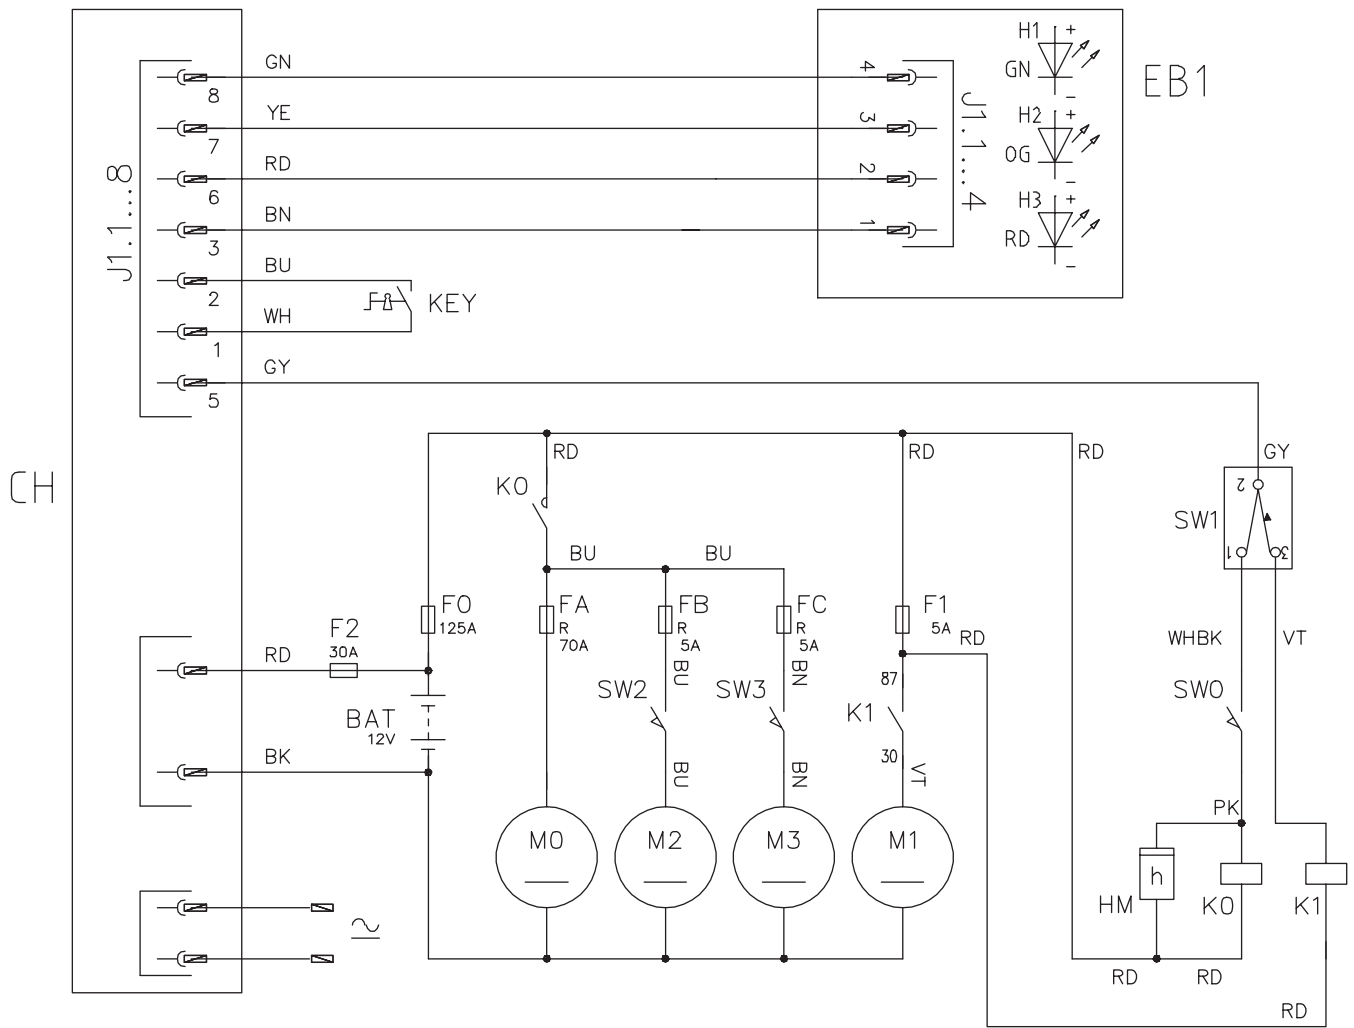 H1 +
GN
–
GN
8
4
EB1
YE
7
3
H2 +
OG
–
RD
6
2
H3 +
RD
–
BN
3
1
J1.1...8
J1.1...4
BU
2
KEY
WH
1
GY
5
CH
RD
RD
RD
GY
K0
2
SW1
1
3
BU
BU
F0
125A
FA
R
70A
FB
R
5A
FC
R
5A
F1
5A
RD
WHBK
VT
F2
30A
RD
BU
BN
87
SW2
SW3
K1
SW0
BAT
12V
30
BK
BU
BN
VT
PK
M0
M2
M3
M1
h
HM
K0
K1
RD
RD
RD